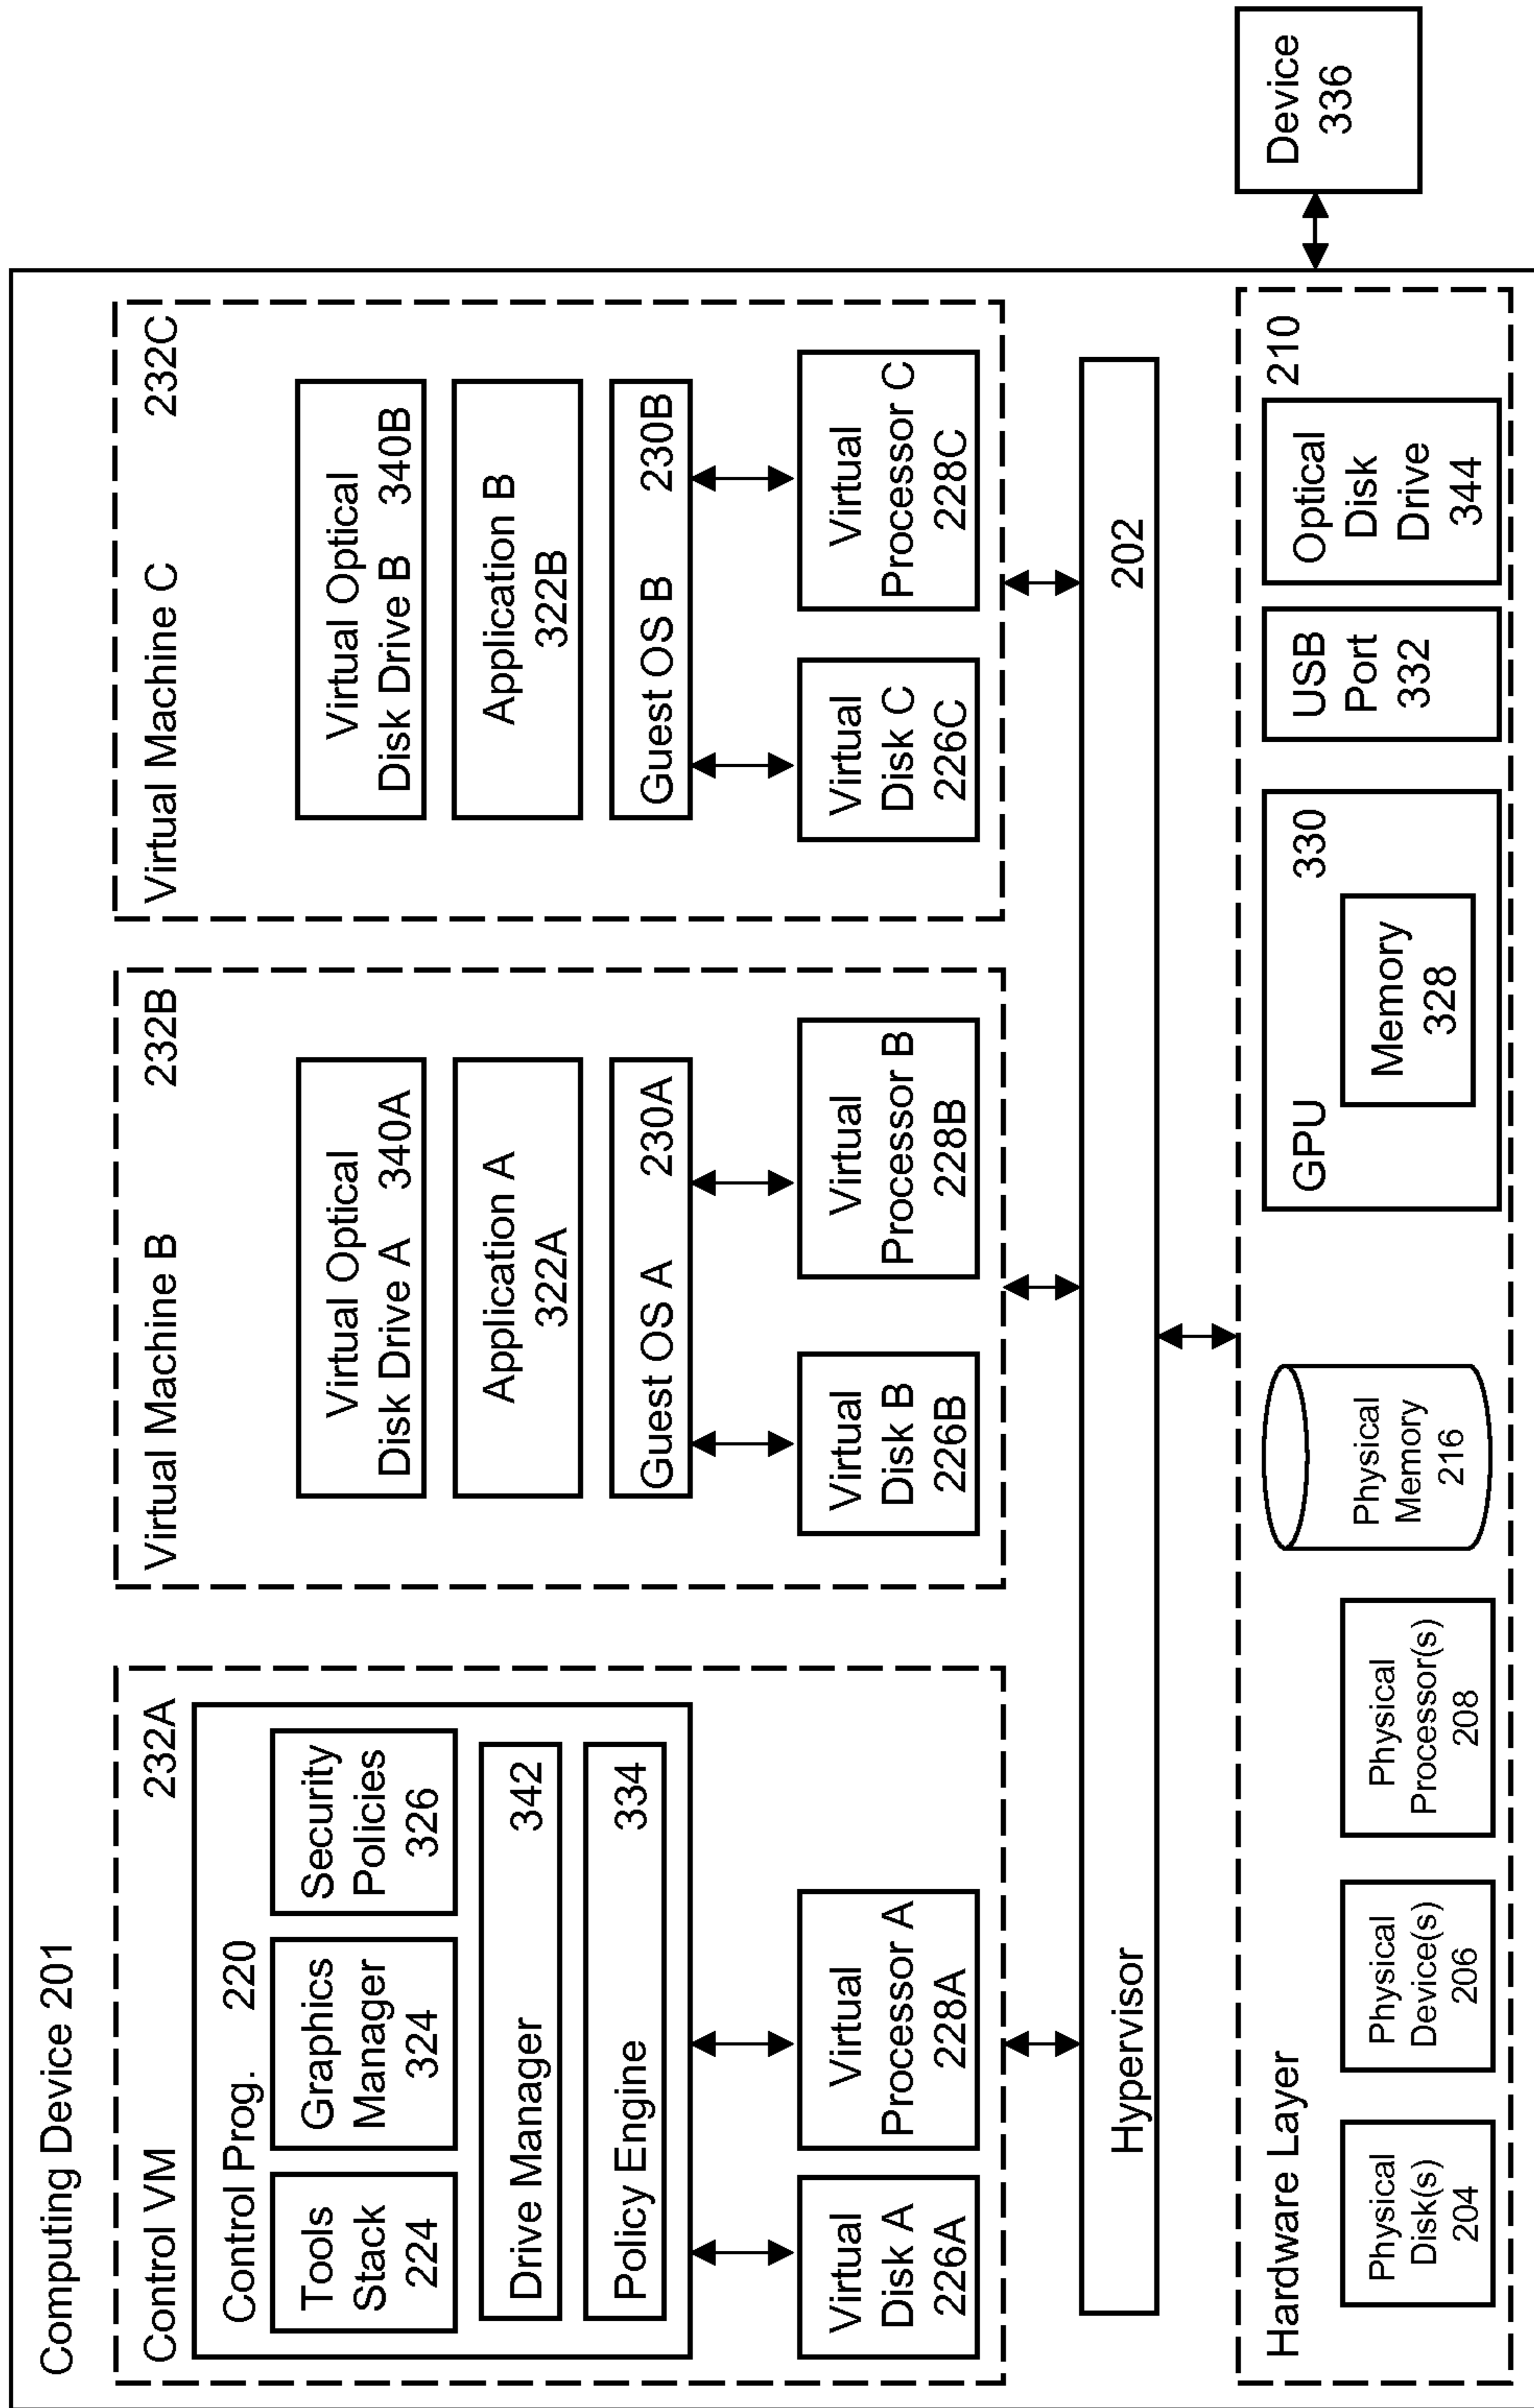 Computing Device 201
Control VM 232A
Control Prog. 220
Tools
Stack
224
Graphics
Manager
324
Security
Policies
326
Drive Manager 342
Policy Engine 334
Virtual
Disk A
226A
Virtual
Processor A
228A
Virtual Machine B 232B
Virtual Optical
Disk Drive A 340A
Application A
322A
Guest OS A 230A
Virtual
Disk B
226B
Virtual
Processor B
228B
Virtual Machine C 232C
Virtual Optical
Disk Drive B 340B
Application B
322B
Guest OS B 230B
Virtual
Disk C
226C
Virtual
Processor C
228C
Hypervisor 202
Hardware Layer 210
Physical
Disk(s)
204
Physical
Device(s)
206
Physical
Processor(s)
208
Physical
Memory
216
GPU 330
Memory
328
USB
Port
332
Optical
Disk
Drive
344
Device
336